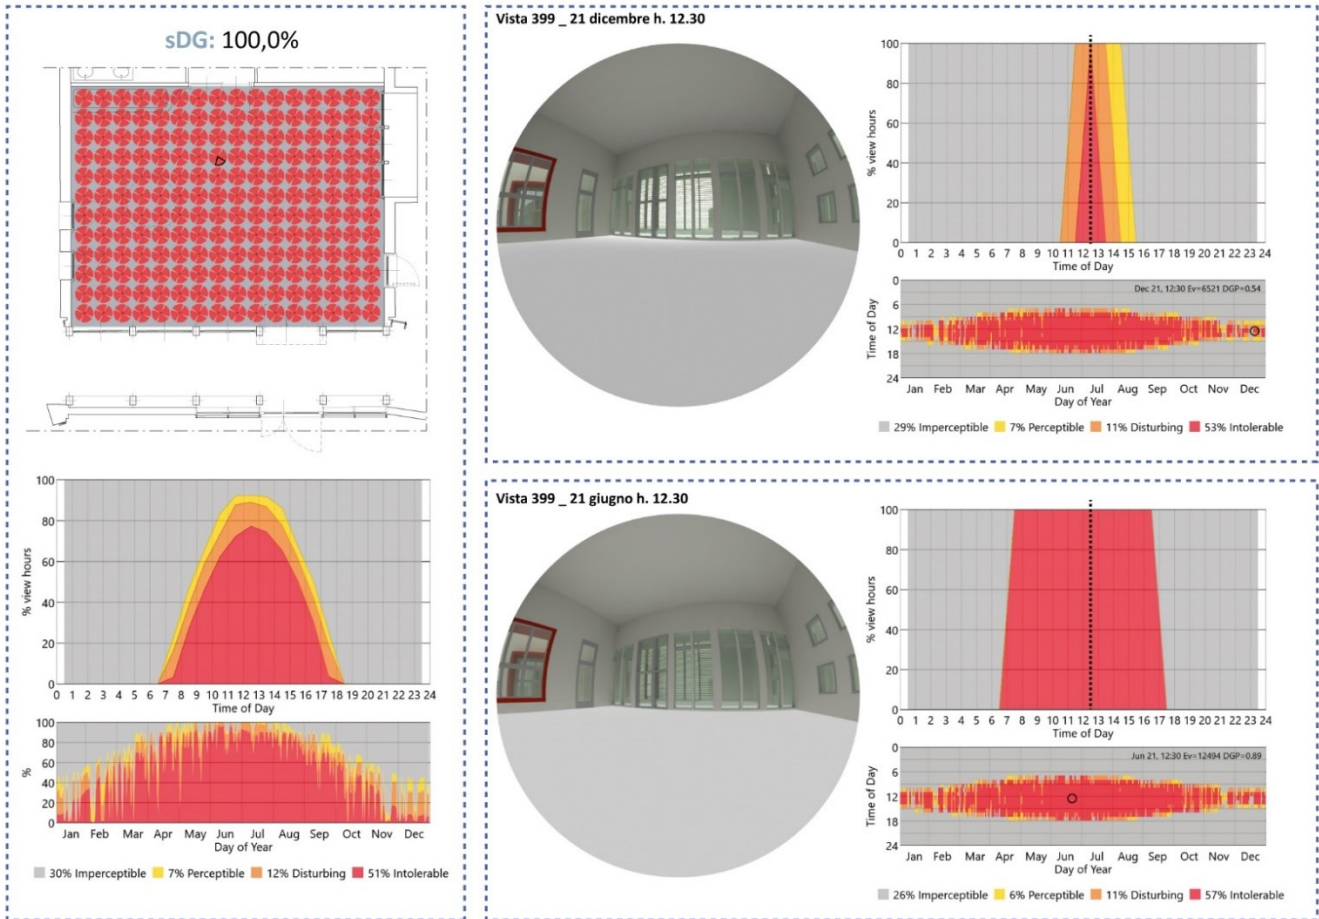 sDG: 100,0%
100
80
60
40
20
0
% view hours
0 1 2 3 4 5 6 7 8 9 10 11 12 13 14 15 16 17 18 19 20 21 22 23 24
Time of Day
100
80
60
40
20
0
%
Jan Feb Mar Apr May Jun Jul Aug Sep Oct Nov Dec
Day of Year
30% Imperceptible 7% Perceptible 12% Disturbing 51% Intolerable
Vista 399 _ 21 dicembre h. 12.30
100
80
60
40
20
0
% view hours
0 1 2 3 4 5 6 7 8 9 10 11 12 13 14 15 16 17 18 19 20 21 22 23 24
Time of Day
Dec 21, 12:30 Ev=6521 DGP=0.54
0
6
12
18
24
Time of Day
Jan Feb Mar Apr May Jun Jul Aug Sep Oct Nov Dec
Day of Year
29% Imperceptible 7% Perceptible 11% Disturbing 53% Intolerable
Vista 399 _ 21 giugno h. 12.30
100
80
60
40
20
0
% view hours
0 1 2 3 4 5 6 7 8 9 10 11 12 13 14 15 16 17 18 19 20 21 22 23 24
Time of Day
Jun 21, 12:30 Ev=12494 DGP=0.89
0
6
12
18
24
Time of Day
Jan Feb Mar Apr May Jun Jul Aug Sep Oct Nov Dec
Day of Year
26% Imperceptible 6% Perceptible 11% Disturbing 57% Intolerable